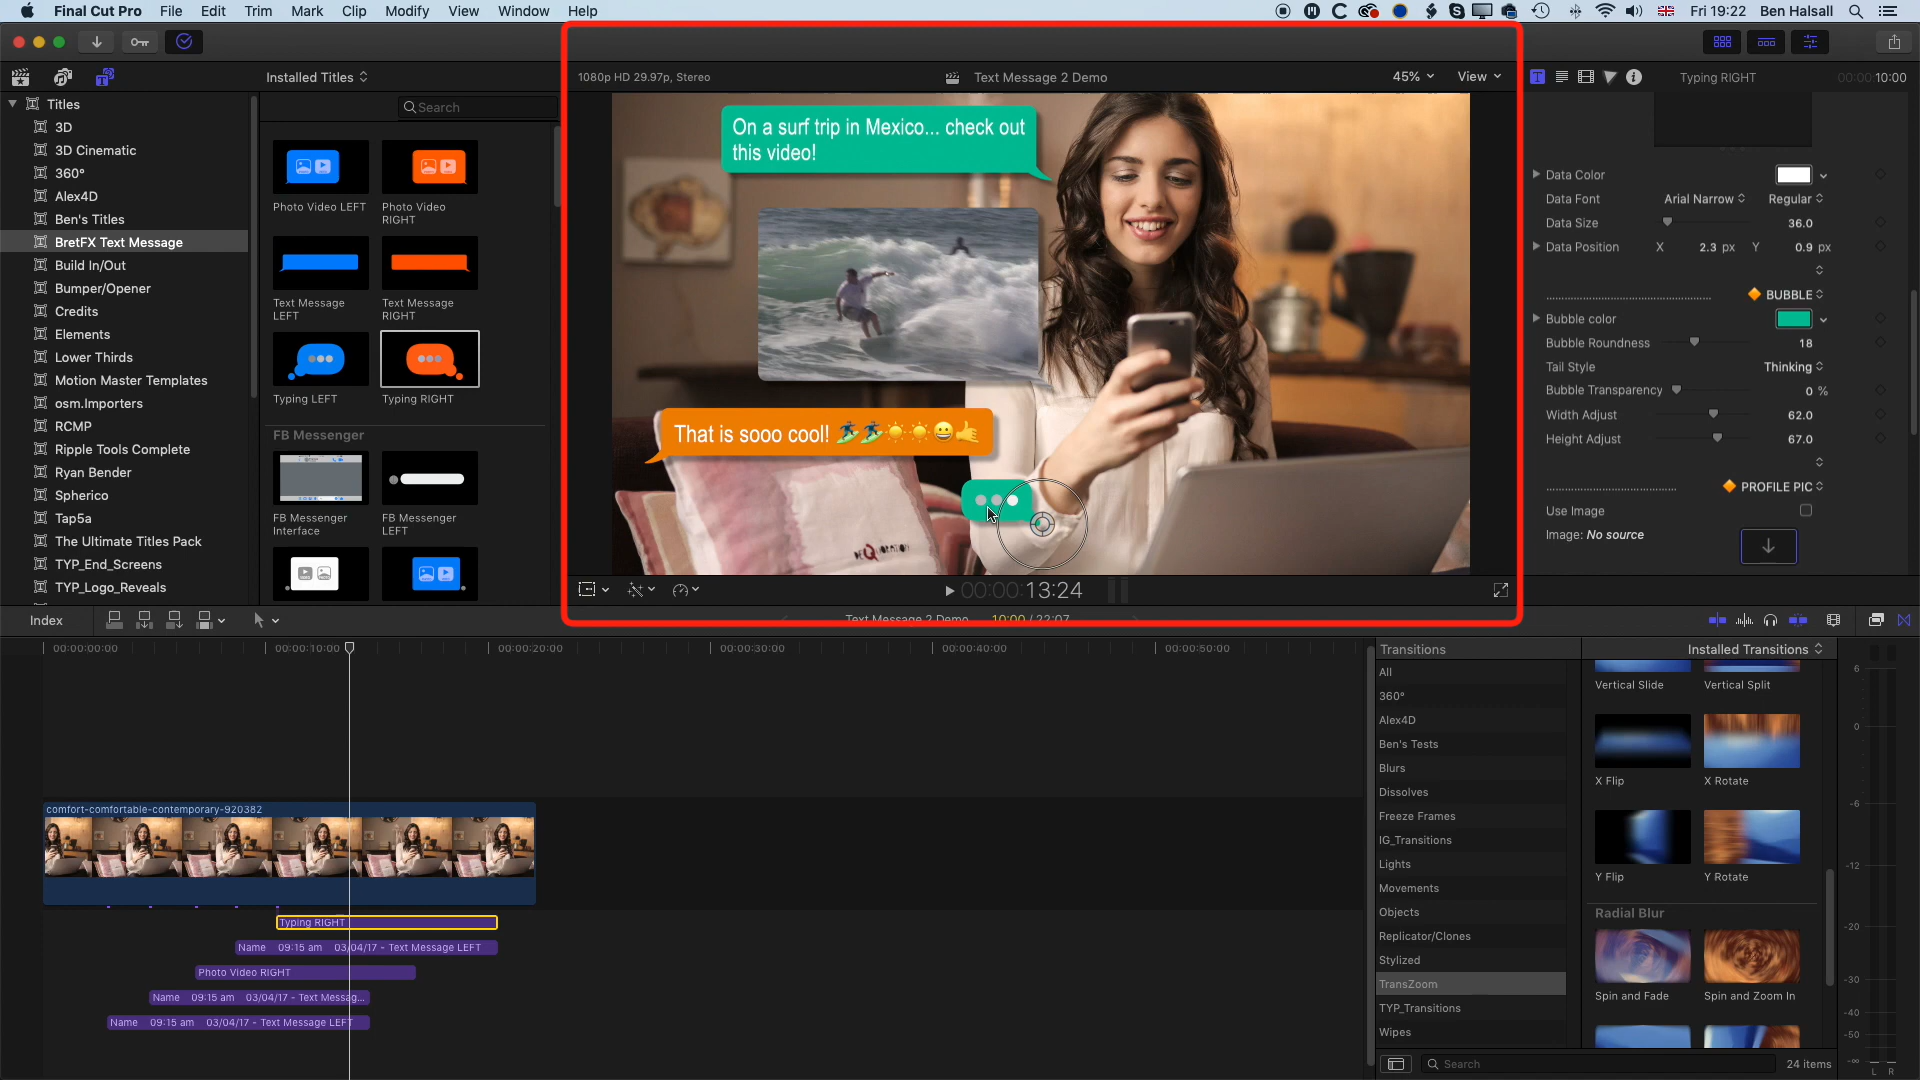 Final Cut Pro File Edit Trim Mark Clip Modify View Window Help
Fri 19:22 Ben Halsall
Installed Titles
1080p HD 29.97p, Stereo
Text Message 2 Demo
45% View
Typing RIGHT
00:00:10:00
Titles
3D
3D Cinematic
360°
Alex4D
Ben's Titles
BretFX Text Message
Build In/Out
Bumper/Opener
Credits
Elements
Lower Thirds
Motion Master Templates
osm.Importers
RCMP
Ripple Tools Complete
Ryan Bender
Spherico
Tap5a
The Ultimate Titles Pack
TYP_End_Screens
TYP_Logo_Reveals
Search
Photo Video LEFT
Photo Video RIGHT
Text Message LEFT
Text Message RIGHT
Typing LEFT
Typing RIGHT
FB Messenger
FB Messenger Interface
FB Messenger LEFT
On a surf trip in Mexico... check out
this video!
That is sooo cool! 🏄🏄☀️☀️😀🤙
00:00:13:24
Text Message 2 Demo 10:00 / 22:07
Data Color
Data Font Arial Narrow Regular
Data Size 36.0
Data Position X 2.3 px Y 0.9 px
BUBBLE
Bubble color
Bubble Roundness 18
Tail Style Thinking
Bubble Transparency 0 %
Width Adjust 62.0
Height Adjust 67.0
PROFILE PIC
Use Image
Image: No source
Index
00:00:00:00 00:00:10:00 00:00:20:00 00:00:30:00 00:00:40:00 00:00:50:00
comfort-comfortable-contemporary-920382
Typing RIGHT
Name 09:15 am 03/04/17 - Text Message LEFT
Photo Video RIGHT
Name 09:15 am 03/04/17 - Text Messag...
Name 09:15 am 03/04/17 - Text Message LEFT
Transitions
All
360°
Alex4D
Ben's Tests
Blurs
Dissolves
Freeze Frames
IG_Transitions
Lights
Movements
Objects
Replicator/Clones
Stylized
TransZoom
TYP_Transitions
Wipes
Installed Transitions
Vertical Slide
Vertical Split
X Flip
X Rotate
Y Flip
Y Rotate
Radial Blur
Spin and Fade
Spin and Zoom In
Search
24 items
6
0
-6
-12
-20
-30
-40
-50
-∞
L R